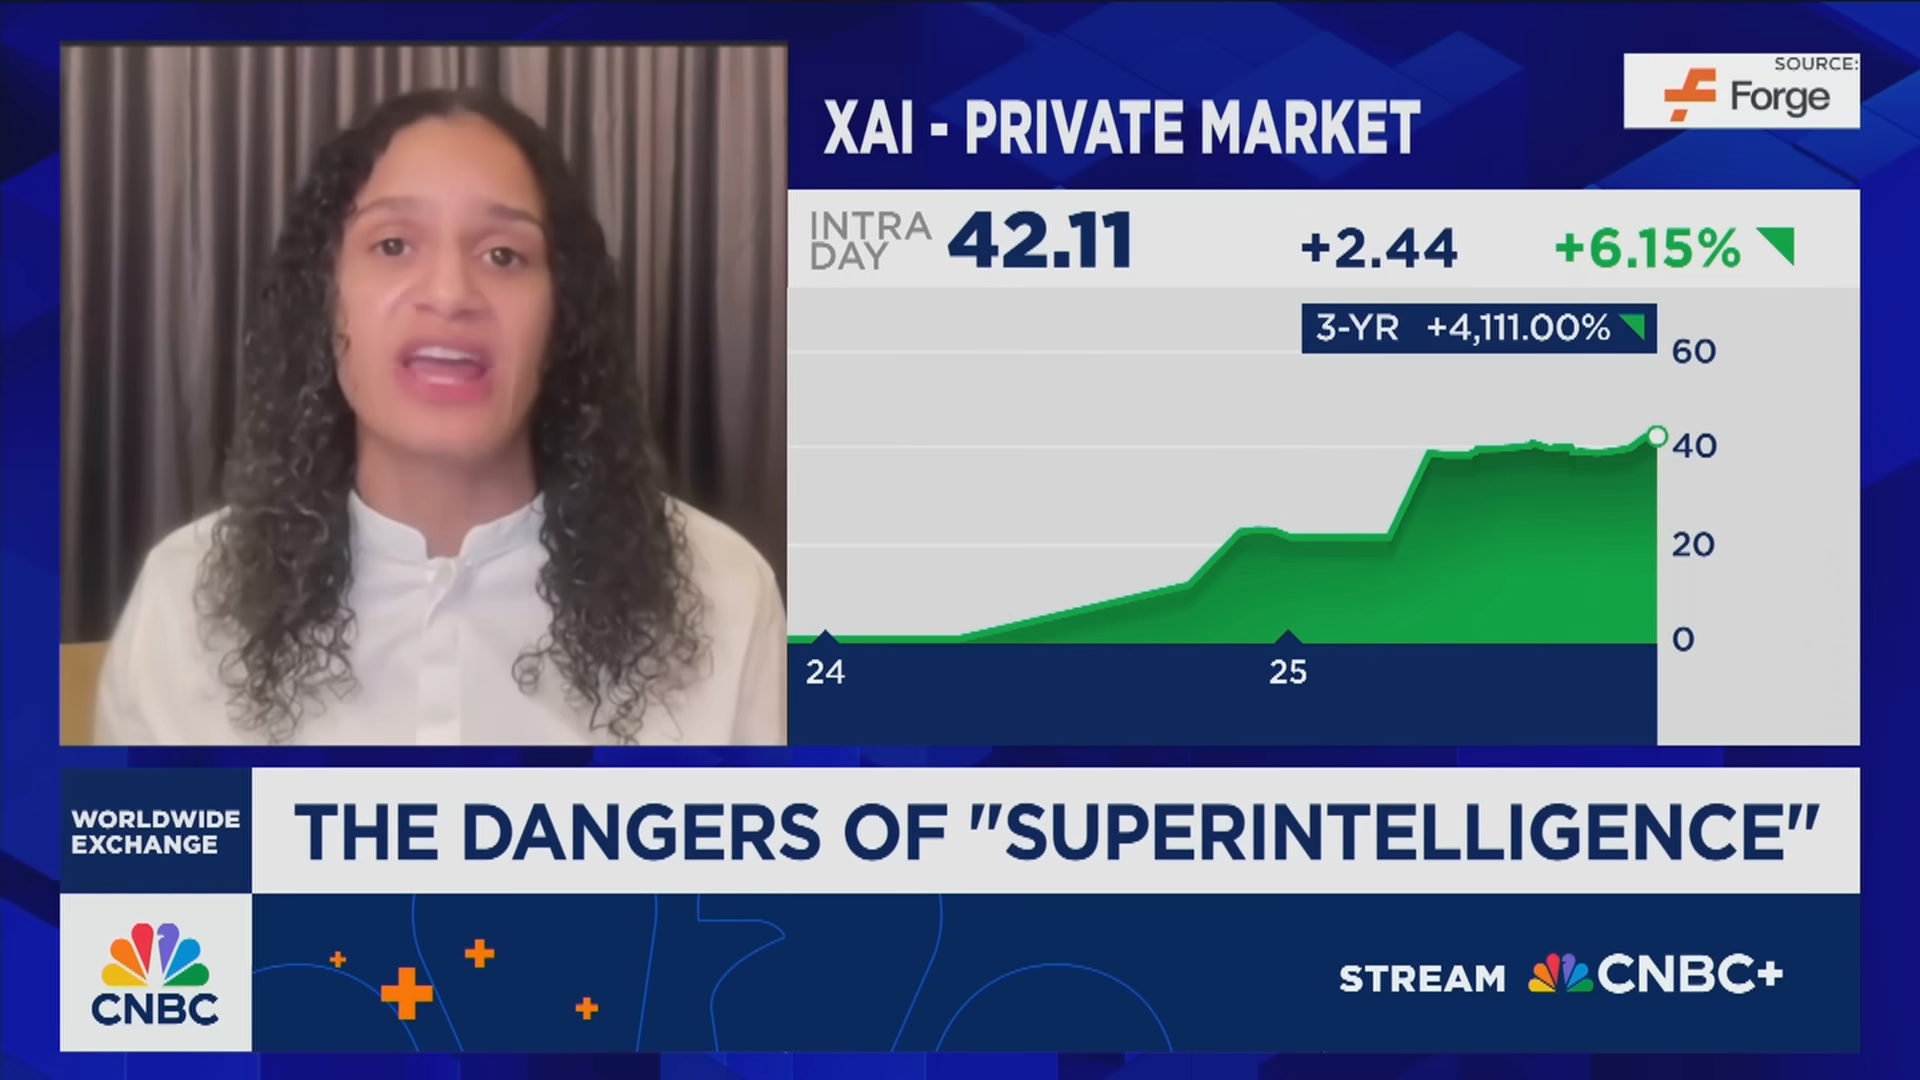 SOURCE:
Forge
XAI - PRIVATE MARKET
INTRA
DAY
42.11
+2.44
+6.15%
3-YR +4,111.00%
60
40
20
0
24
25
WORLDWIDE
EXCHANGE
THE DANGERS OF "SUPERINTELLIGENCE"
CNBC
STREAM CNBC+